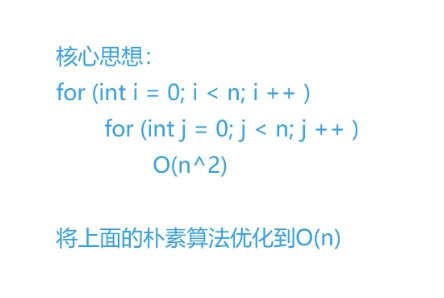 核心思想：
for (int i = 0; i < n; i ++ )
for (int j = 0; j < n; j ++ )
O(n^2)
将上面的朴素算法优化到O(n)